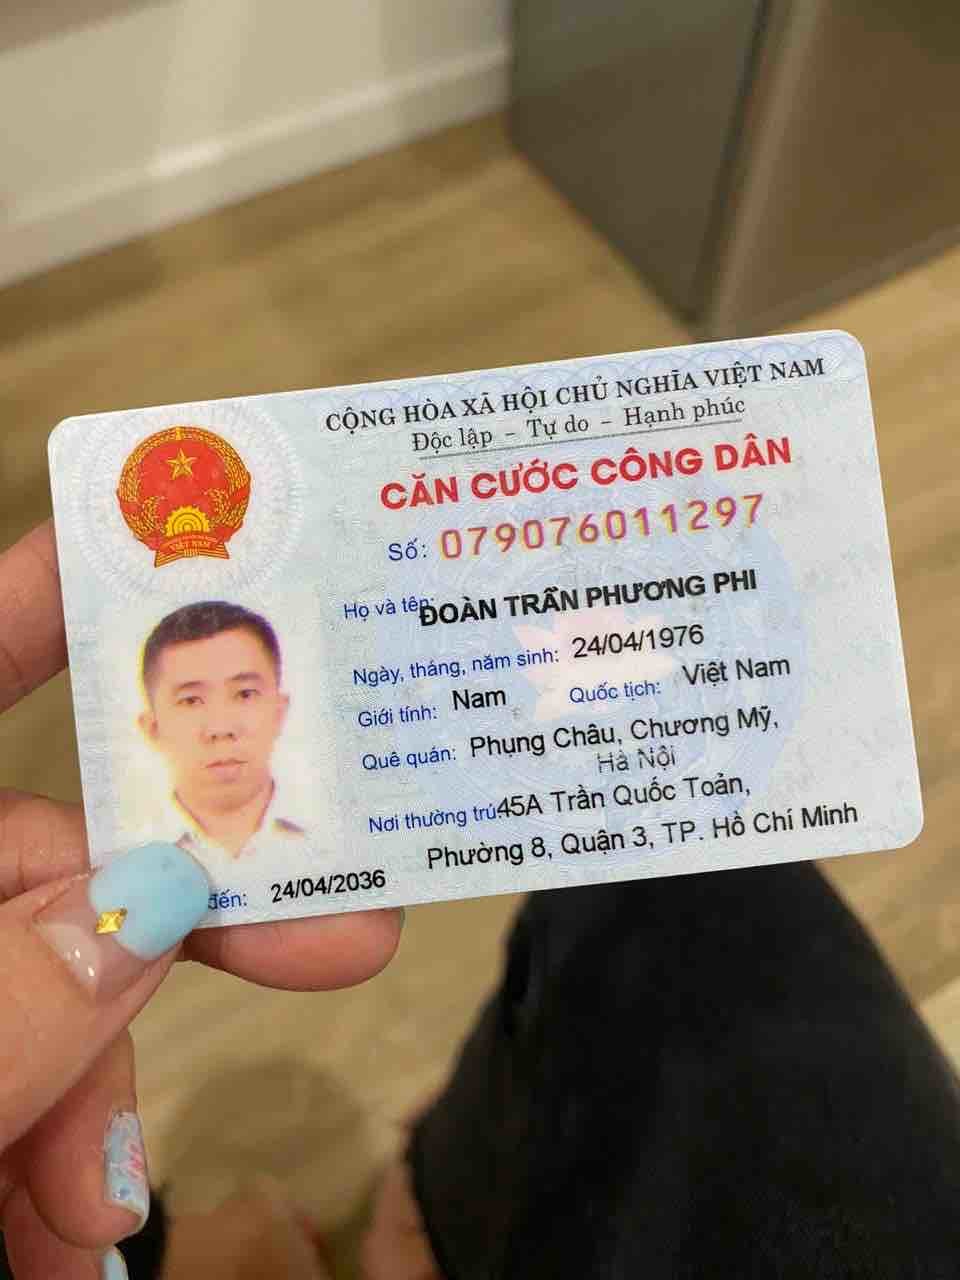 CỘNG HÒA XÃ HỘI CHỦ NGHĨA VIỆT NAM
Độc lập - Tự do - Hạnh phúc
CĂN CƯỚC CÔNG DÂN
Số: 079076011297
Họ và tên: ĐOÀN TRẦN PHƯƠNG PHI
Ngày, tháng, năm sinh: 24/04/1976
Giới tính: Nam Quốc tịch: Việt Nam
Quê quán: Phụng Châu, Chương Mỹ,
Hà Nội
Nơi thường trú: 45A Trần Quốc Toản,
Phường 8, Quận 3, TP. Hồ Chí Minh
đến: 24/04/2036
VIỆT NAM